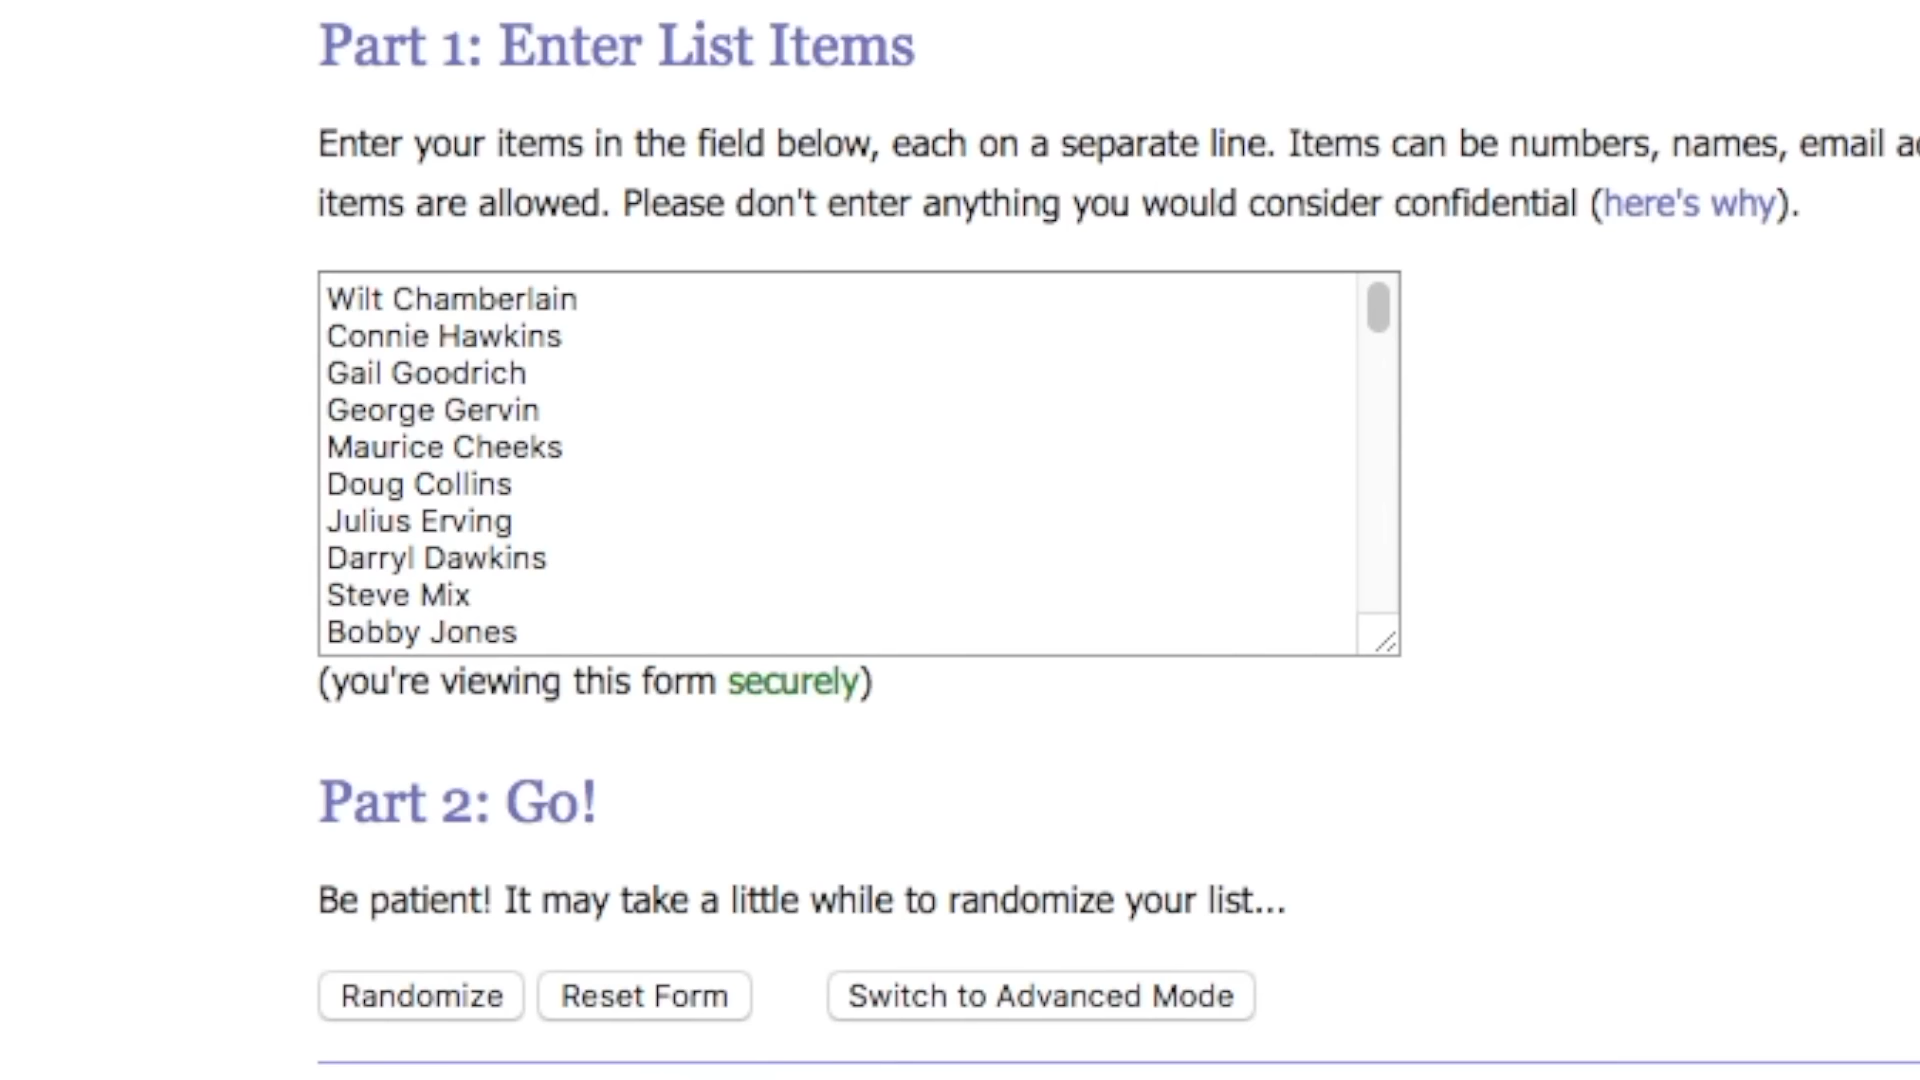 Part 1: Enter List Items
Enter your items in the field below, each on a separate line. Items can be numbers, names, email
items are allowed. Please don't enter anything you would consider confidential (here's why).
Wilt Chamberlain
Connie Hawkins
Gail Goodrich
George Gervin
Maurice Cheeks
Doug Collins
Julius Erving
Darryl Dawkins
Steve Mix
Bobby Jones
(you're viewing this form securely)
Part 2: Go!
Be patient! It may take a little while to randomize your list...
Randomize Reset Form Switch to Advanced Mode